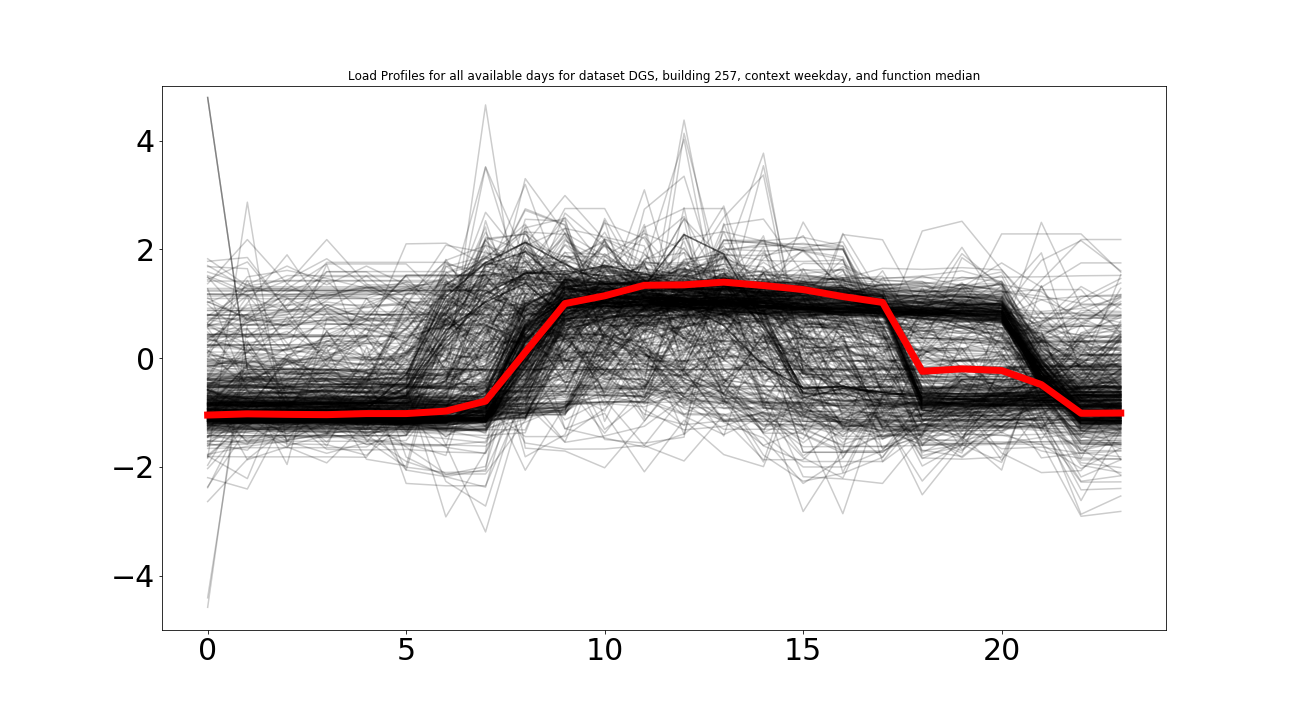 Load Profiles for all available days for dataset DGS, building 257, context weekday, and function median
4
2
0
−2
−4
0 5 10 15 20